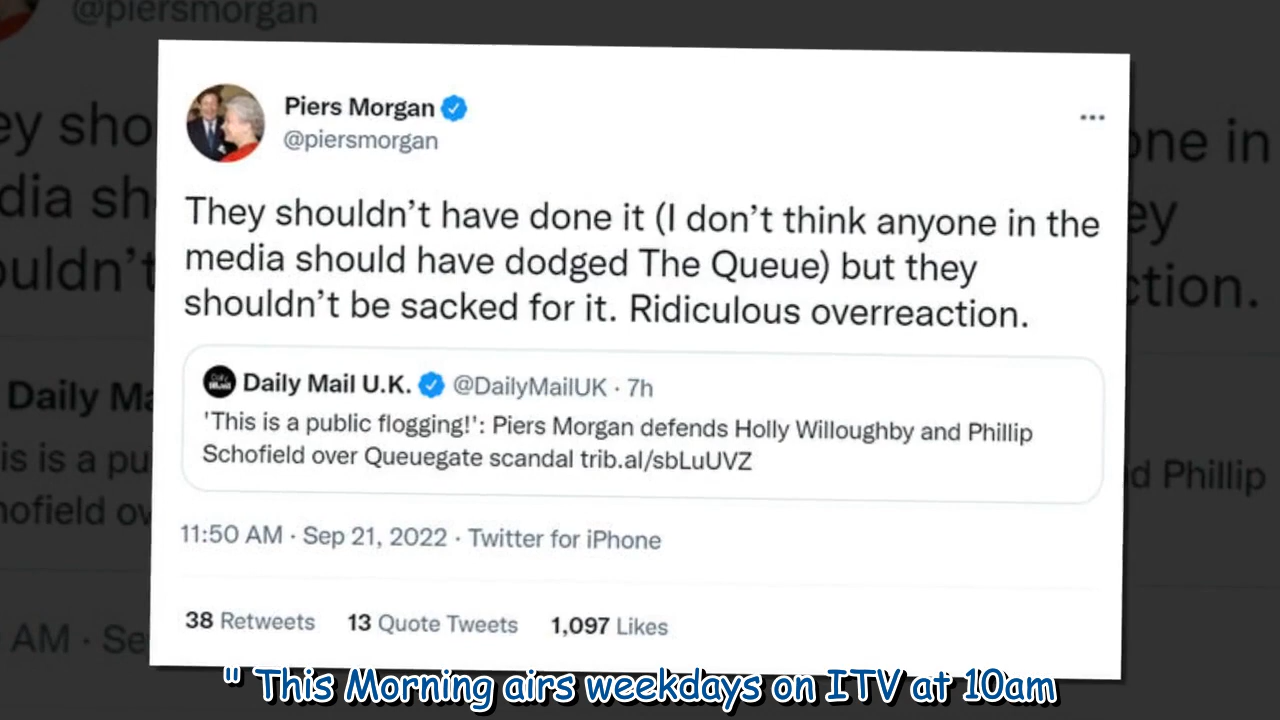 @piersmorgan
Piers Morgan
@piersmorgan
They shouldn’t have done it (I don’t think anyone in the
media should have dodged The Queue) but they
shouldn’t be sacked for it. Ridiculous overreaction.
Daily Mail U.K. @DailyMailUK · 7h
'This is a public flogging!': Piers Morgan defends Holly Willoughby and Phillip
Schofield over Queuegate scandal trib.al/sbLuUVZ
11:50 AM · Sep 21, 2022 · Twitter for iPhone
38 Retweets 13 Quote Tweets 1,097 Likes
" This Morning airs weekdays on ITV at 10am